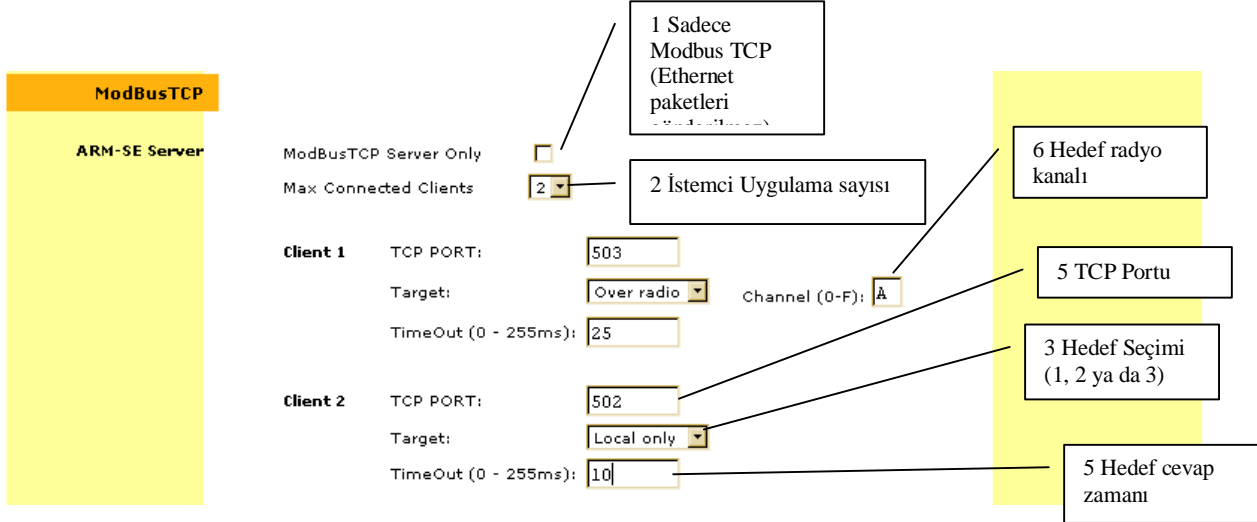 1 Sadece
Modbus TCP
(Ethernet
paketleri
ModBusTCP
ARM-SE Server
ModBusTCP Server Only
Max Connected Clients 2
2 İstemci Uygulama sayısı
6 Hedef radyo
kanalı
Client 1 TCP PORT: 503
Target: Over radio Channel (0-F): A
TimeOut (0 - 255ms): 25
5 TCP Portu
3 Hedef Seçimi
(1, 2 ya da 3)
Client 2 TCP PORT: 502
Target: Local only
TimeOut (0 - 255ms): 10
5 Hedef cevap
zamanı